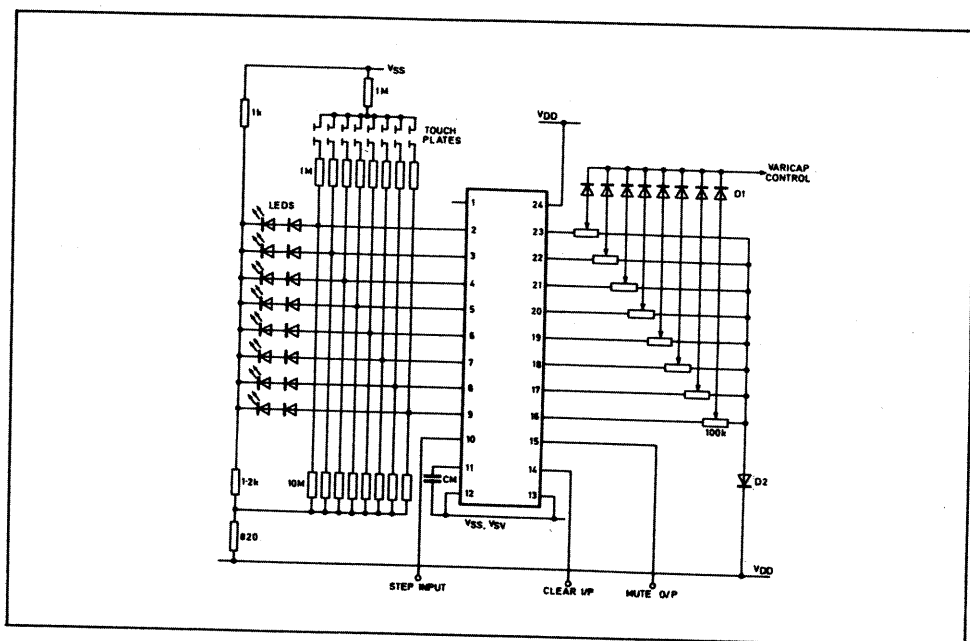 VSS
1M
1k
TOUCH
PLATES
1M
LEDS
VDD
VARICAP
CONTROL
D1
1
2
3
4
5
6
7
8
9
10
11
12
24
23
22
21
20
19
18
17
16
15
14
13
100k
D2
1·2k
10M
CM
820
VSS, VSV
VDD
STEP INPUT
CLEAR I/P
MUTE O/P